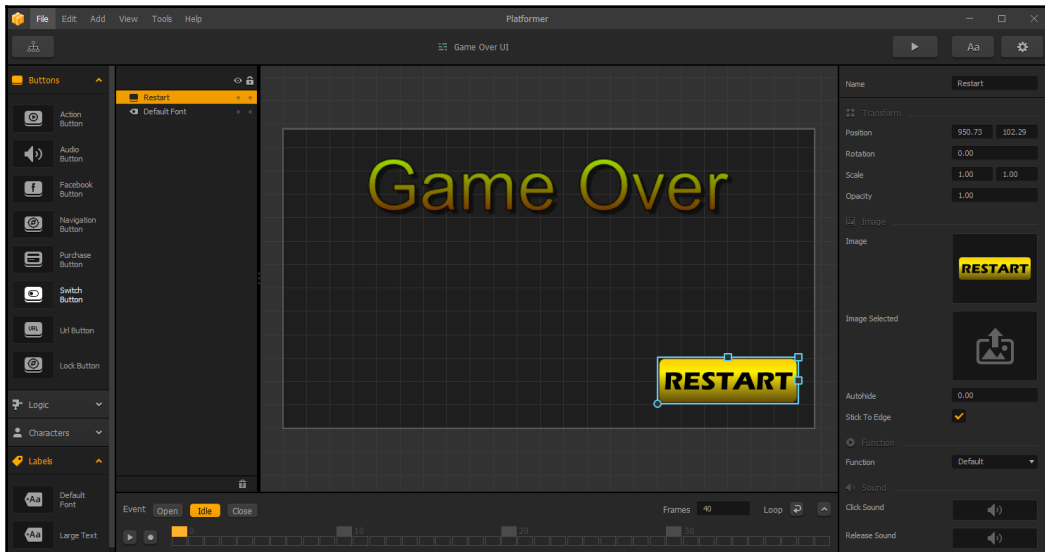 File Edit Add View Tools Help
Platformer
Game Over UI
Aa
Buttons
Action
Button
Audio
Button
Facebook
Button
Navigation
Button
Purchase
Button
Switch
Button
URL
Url Button
Lock Button
Logic
Characters
Labels
Aa
Default
Font
Aa
Large Text
Restart
Default Font
Game Over
RESTART
Event Open Idle Close
Frames 40 Loop
0 10 20 30
Name Restart
Transform
Position 950.73 102.29
Rotation 0.00
Scale 1.00 1.00
Opacity 1.00
Image
Image
RESTART
Image Selected
Autohide 0.00
Stick To Edge
Function
Function Default
Sound
Click Sound
Release Sound